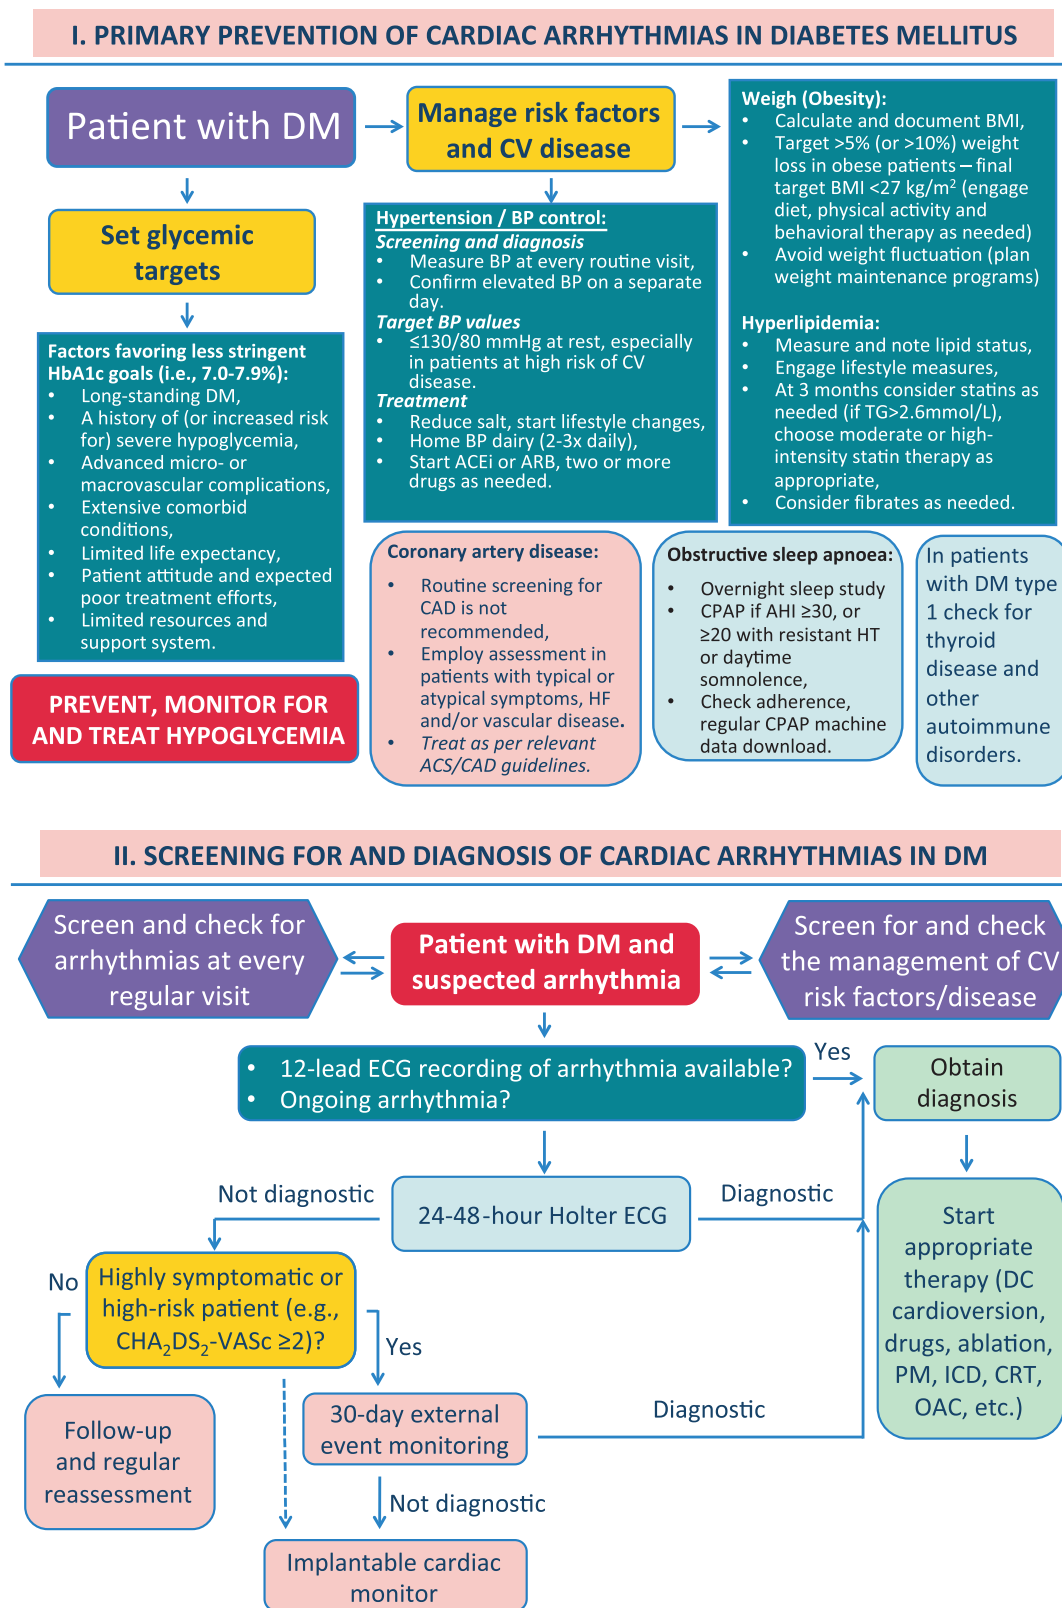 I. PRIMARY PREVENTION OF CARDIAC ARRHYTHMIAS IN DIABETES MELLITUS
Patient with DM
Manage risk factors
and CV disease
Set glycemic
targets
Factors favoring less stringent
HbA1c goals (i.e., 7.0-7.9%):
• Long-standing DM,
• A history of (or increased risk
for) severe hypoglycemia,
• Advanced micro- or
macrovascular complications,
• Extensive comorbid
conditions,
• Limited life expectancy,
• Patient attitude and expected
poor treatment efforts,
• Limited resources and
support system.
PREVENT, MONITOR FOR
AND TREAT HYPOGLYCEMIA
Hypertension / BP control:
Screening and diagnosis
• Measure BP at every routine visit,
• Confirm elevated BP on a separate
day.
Target BP values
• ≤130/80 mmHg at rest, especially
in patients at high risk of CV
disease.
Treatment
• Reduce salt, start lifestyle changes,
• Home BP dairy (2-3x daily),
• Start ACEi or ARB, two or more
drugs as needed.
Weigh (Obesity):
• Calculate and document BMI,
• Target >5% (or >10%) weight
loss in obese patients – final
target BMI <27 kg/m² (engage
diet, physical activity and
behavioral therapy as needed)
• Avoid weight fluctuation (plan
weight maintenance programs)
Hyperlipidemia:
• Measure and note lipid status,
• Engage lifestyle measures,
• At 3 months consider statins as
needed (if TG>2.6mmol/L),
choose moderate or high-
intensity statin therapy as
appropriate,
• Consider fibrates as needed.
Coronary artery disease:
• Routine screening for
CAD is not
recommended,
• Employ assessment in
patients with typical or
atypical symptoms, HF
and/or vascular disease.
• Treat as per relevant
ACS/CAD guidelines.
Obstructive sleep apnoea:
• Overnight sleep study
• CPAP if AHI ≥30, or
≥20 with resistant HT
or daytime
somnolence,
• Check adherence,
regular CPAP machine
data download.
In patients
with DM type
1 check for
thyroid
disease and
other
autoimmune
disorders.
II. SCREENING FOR AND DIAGNOSIS OF CARDIAC ARRHYTHMIAS IN DM
Screen and check for
arrhythmias at every
regular visit
Patient with DM and
suspected arrhythmia
Screen for and check
the management of CV
risk factors/disease
• 12-lead ECG recording of arrhythmia available?
• Ongoing arrhythmia?
Yes
Obtain
diagnosis
Not diagnostic
24-48-hour Holter ECG
Diagnostic
Start
appropriate
therapy (DC
cardioversion,
drugs, ablation,
PM, ICD, CRT,
OAC, etc.)
No
Highly symptomatic or
high-risk patient (e.g.,
CHA₂DS₂-VASc ≥2)?
Yes
Follow-up
and regular
reassessment
30-day external
event monitoring
Diagnostic
Not diagnostic
Implantable cardiac
monitor